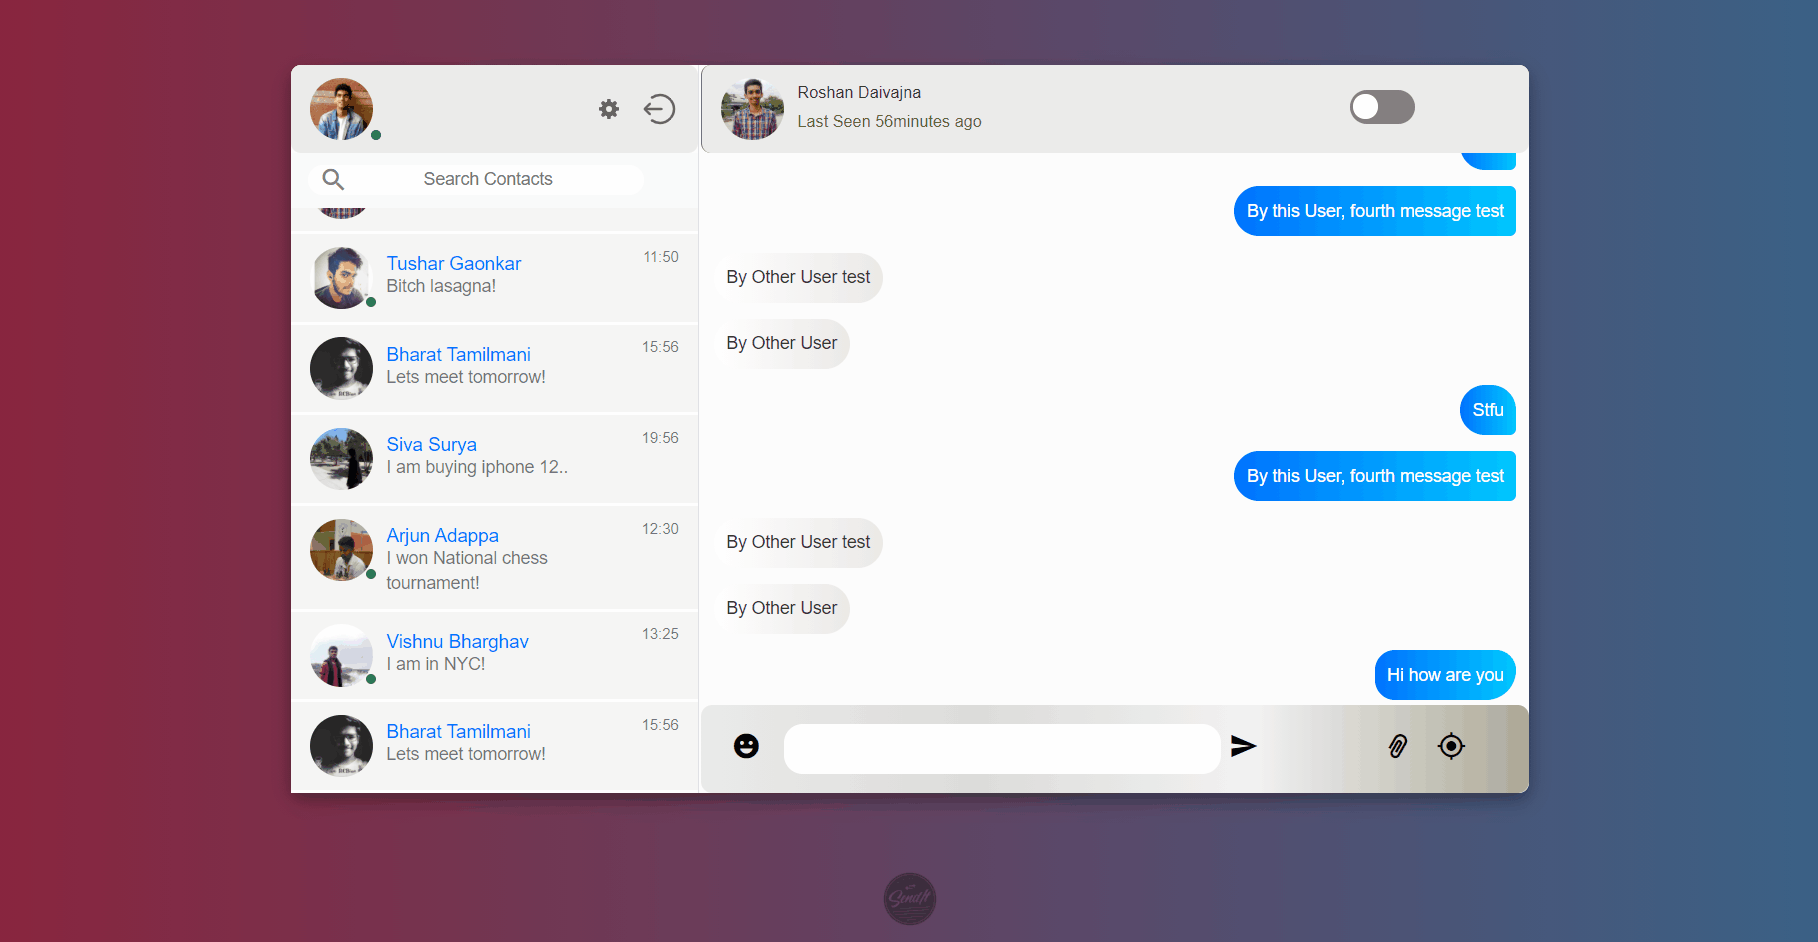 Roshan Daivajna
Last Seen 56minutes ago
Search Contacts
Tushar Gaonkar
11:50
Bitch lasagna!
Bharat Tamilmani
15:56
Lets meet tomorrow!
Siva Surya
19:56
I am buying iphone 12..
Arjun Adappa
12:30
I won National chess
tournament!
Vishnu Bharghav
13:25
I am in NYC!
Bharat Tamilmani
15:56
Lets meet tomorrow!
By this User, fourth message test
By Other User test
By Other User
Stfu
By this User, fourth message test
By Other User test
By Other User
Hi how are you
SendIt